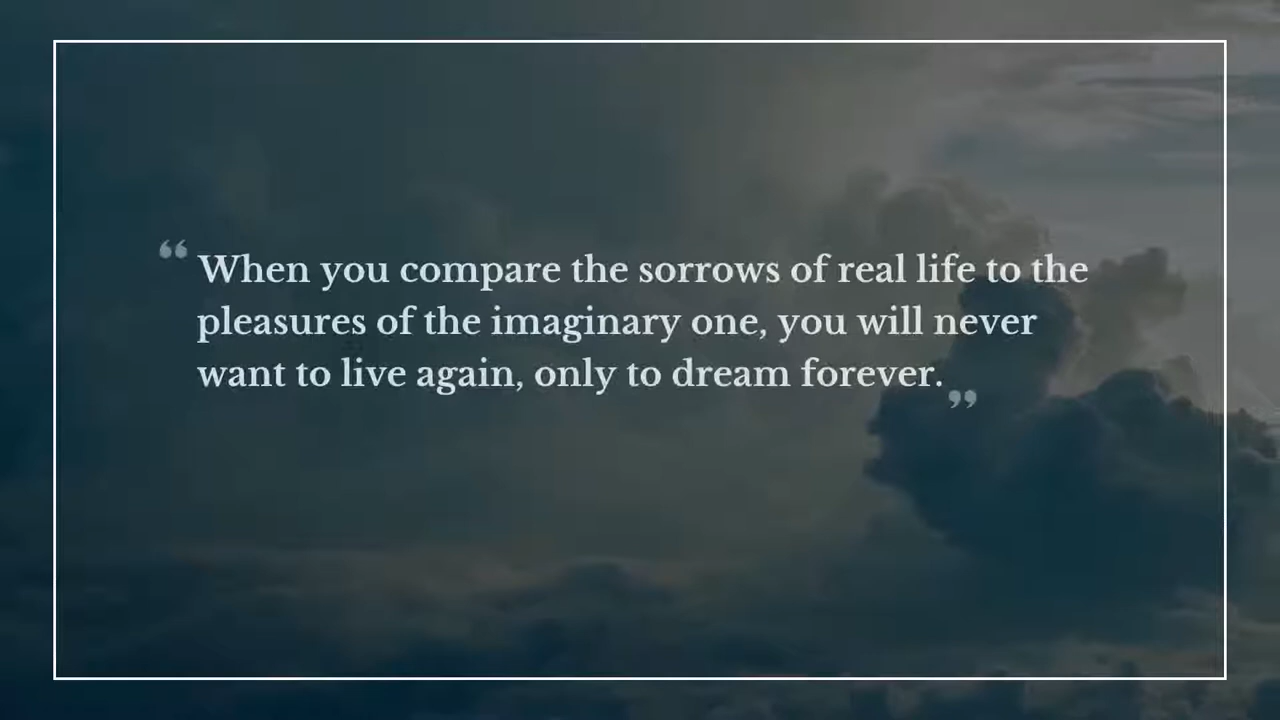 “ When you compare the sorrows of real life to the
pleasures of the imaginary one, you will never
want to live again, only to dream forever. ”